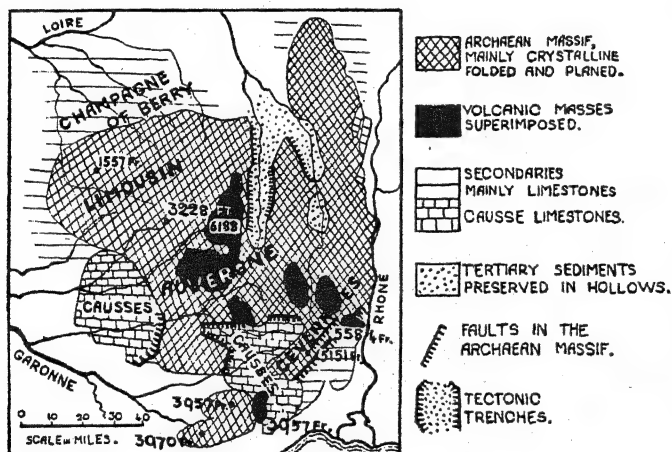 LOIRE
CHAMPAGNE
OF BERRY
1557 Ft.
LIMOUSIN
3228 FT.
6188
AUVERGNE
CAUSSES
CAUSSES
CEVENNES
RHONE
5584 Ft.
5151 Ft.
GARONNE
3937 Ft.
3937 Ft.
3970 Ft.
0 10 20 30 40
SCALE IN MILES.
ARCHAEAN MASSIF,
MAINLY CRYSTALLINE
FOLDED AND PLANED.
VOLCANIC MASSES
SUPERIMPOSED.
SECONDARIES
MAINLY LIMESTONES
CAUSSE LIMESTONES.
TERTIARY SEDIMENTS
PRESERVED IN HOLLOWS.
FAULTS IN THE
ARCHAEAN MASSIF.
TECTONIC
TRENCHES.